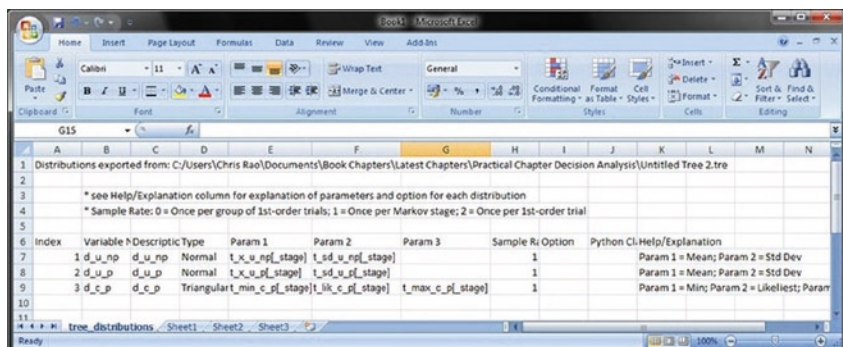 Book1 - Microsoft Excel
Home Insert Page Layout Formulas Data Review View Add-Ins
Calibri 11 A A Wrap Text General Insert Σ
Paste Delete
B I U Merge & Center $ % , Conditional Formatting Format as Table Cell Styles Format Sort & Filter Find & Select
Clipboard Font Alignment Number Styles Cells Editing
G15 fx
A B C D E F G H I J K L M N
1 Distributions exported from: C:/Users\Chris Rao\Documents\Book Chapters\Latest Chapters\Practical Chapter Decision Analysis\Untitled Tree 2.tre
2
3 * see Help/Explanation column for explanation of parameters and option for each distribution
4 * Sample Rate: 0 = Once per group of 1st-order trials; 1 = Once per Markov stage; 2 = Once per 1st-order trial
5
6 Index Variable N Descriptic Type Param 1 Param 2 Param 3 Sample Ra Option Python Cl Help/Explanation
7 1 d_u_np d_u_np Normal t_x_u_np[_stage] t_sd_u_np[_stage] 1 Param 1 = Mean; Param 2 = Std Dev
8 2 d_u_p d_u_p Normal t_x_u_p[_stage] t_sd_u_p[_stage] 1 Param 1 = Mean; Param 2 = Std Dev
9 3 d_c_p d_c_p Triangular t_min_c_p[_stage] t_lik_c_p[_stage] t_max_c_p[_stage] 1 Param 1 = Min; Param 2 = Likeliest; Param
10
11
tree_distributions Sheet1 Sheet2 Sheet3
Ready 100%